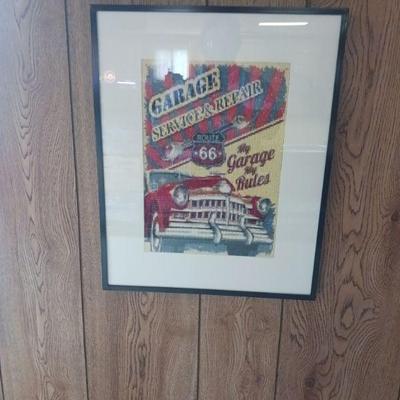 GARAGE
SERVICE & REPAIR
ROUTE
66
My
Garage
My
Rules